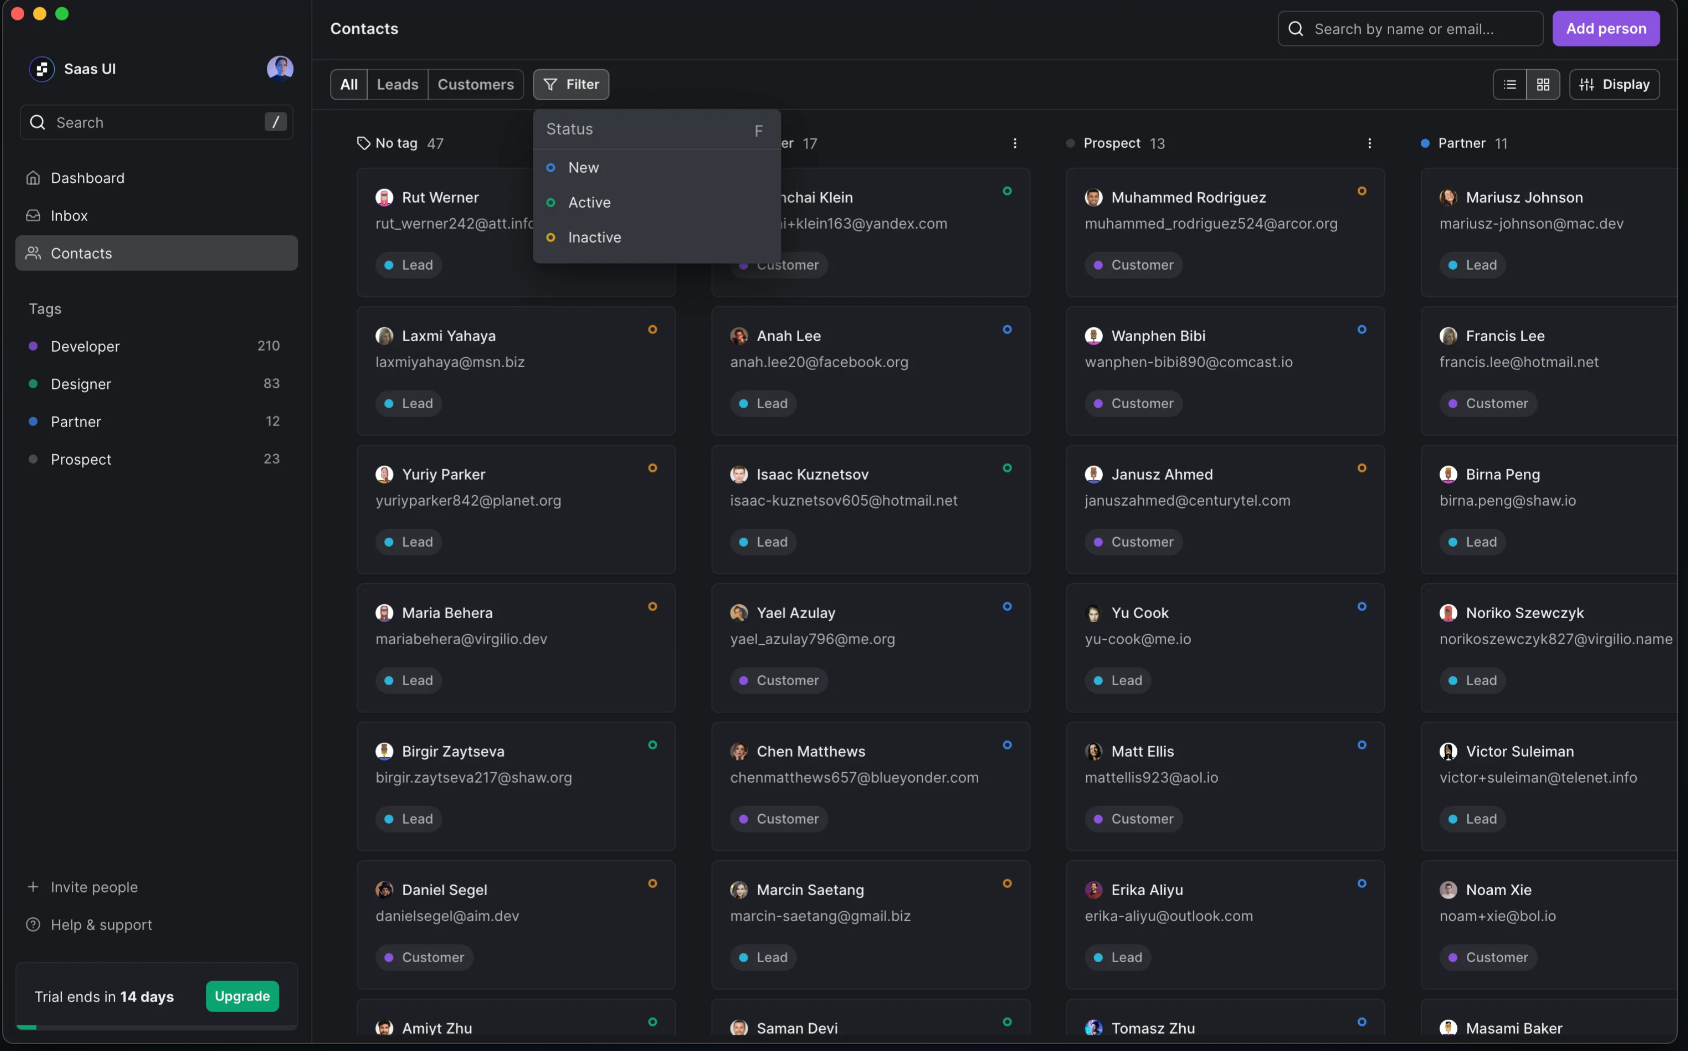 Saas UI
Search
/
Dashboard
Inbox
Contacts
Tags
Developer 210
Designer 83
Partner 12
Prospect 23
Invite people
Help & support
Trial ends in 14 days
Upgrade
Contacts
Search by name or email...
Add person
All
Leads
Customers
Filter
Display
Status F
New
Active
Inactive
No tag 47
Rut Werner
rut_werner242@att.info
Lead
Laxmi Yahaya
laxmiyahaya@msn.biz
Lead
Yuriy Parker
yuriyparker842@planet.org
Lead
Maria Behera
mariabehera@virgilio.dev
Lead
Birgir Zaytseva
birgir.zaytseva217@shaw.org
Lead
Daniel Segel
danielsegel@aim.dev
Customer
Amiyt Zhu
er 17
nchai Klein
i+klein163@yandex.com
Customer
Anah Lee
anah.lee20@facebook.org
Lead
Isaac Kuznetsov
isaac-kuznetsov605@hotmail.net
Lead
Yael Azulay
yael_azulay796@me.org
Customer
Chen Matthews
chenmatthews657@blueyonder.com
Customer
Marcin Saetang
marcin-saetang@gmail.biz
Lead
Saman Devi
Prospect 13
Muhammed Rodriguez
muhammed_rodriguez524@arcor.org
Customer
Wanphen Bibi
wanphen-bibi890@comcast.io
Customer
Janusz Ahmed
januszahmed@centurytel.com
Customer
Yu Cook
yu-cook@me.io
Lead
Matt Ellis
mattellis923@aol.io
Customer
Erika Aliyu
erika-aliyu@outlook.com
Lead
Tomasz Zhu
Partner 11
Mariusz Johnson
mariusz-johnson@mac.dev
Lead
Francis Lee
francis.lee@hotmail.net
Customer
Birna Peng
birna.peng@shaw.io
Lead
Noriko Szewczyk
norikoszewczyk827@virgilio.name
Lead
Victor Suleiman
victor+suleiman@telenet.info
Lead
Noam Xie
noam+xie@bol.io
Customer
Masami Baker